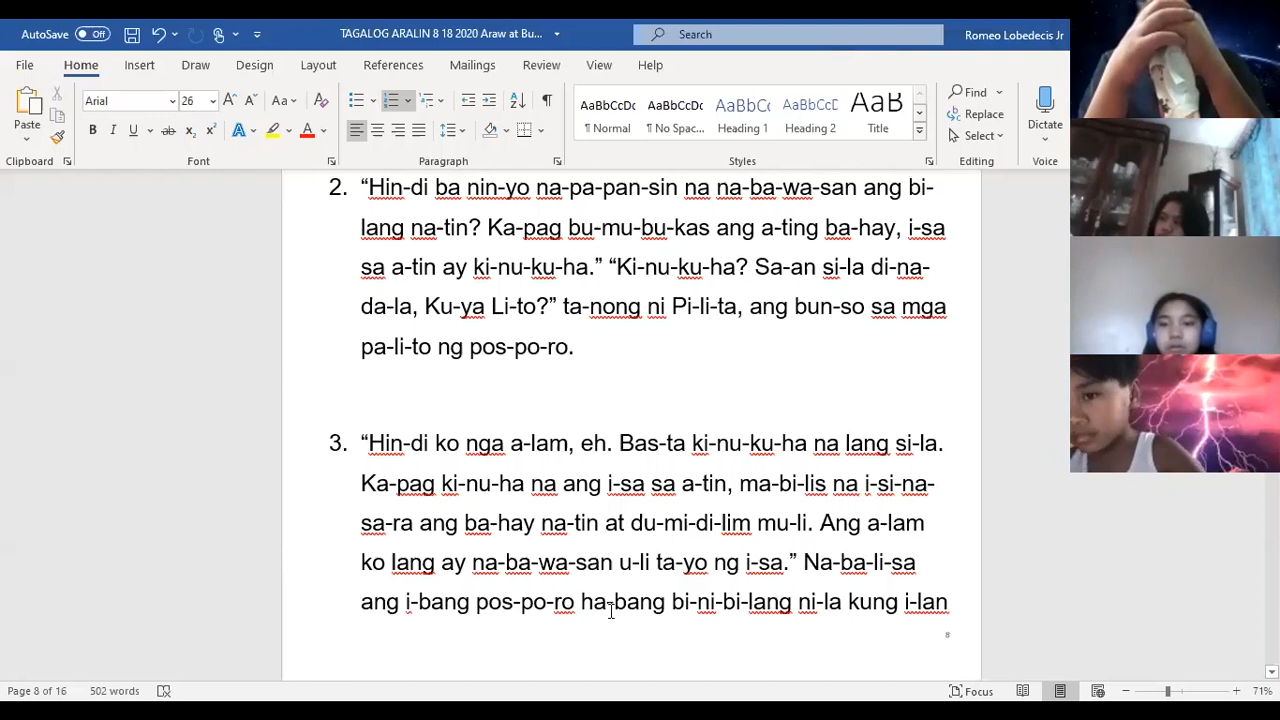 AutoSave Off TAGALOG ARALIN 8 18 2020 Araw at Bu... Search Romeo Lobedecis Jr
File Home Insert Draw Design Layout References Mailings Review View Help
Paste Arial 26 AaBbCcDc AaBbCcDc AaBbCc AaBbCcD AaB Find Dictate
¶ Normal ¶ No Spac... Heading 1 Heading 2 Title Replace
Select
Clipboard Font Paragraph Styles Editing Voice
2. “Hin-di ba nin-yo na-pa-pan-sin na na-ba-wa-san ang bi-
lang na-tin? Ka-pag bu-mu-bu-kas ang a-ting ba-hay, i-sa
sa a-tin ay ki-nu-ku-ha.” “Ki-nu-ku-ha? Sa-an si-la di-na-
da-la, Ku-ya Li-to?” ta-nong ni Pi-li-ta, ang bun-so sa mga
pa-li-to ng pos-po-ro.
3. “Hin-di ko nga a-lam, eh. Bas-ta ki-nu-ku-ha na lang si-la.
Ka-pag ki-nu-ha na ang i-sa sa a-tin, ma-bi-lis na i-si-na-
sa-ra ang ba-hay na-tin at du-mi-di-lim mu-li. Ang a-lam
ko lang ay na-ba-wa-san u-li ta-yo ng i-sa.” Na-ba-li-sa
ang i-bang pos-po-ro ha-bang bi-ni-bi-lang ni-la kung i-lan
8
Page 8 of 16 502 words Focus 71%